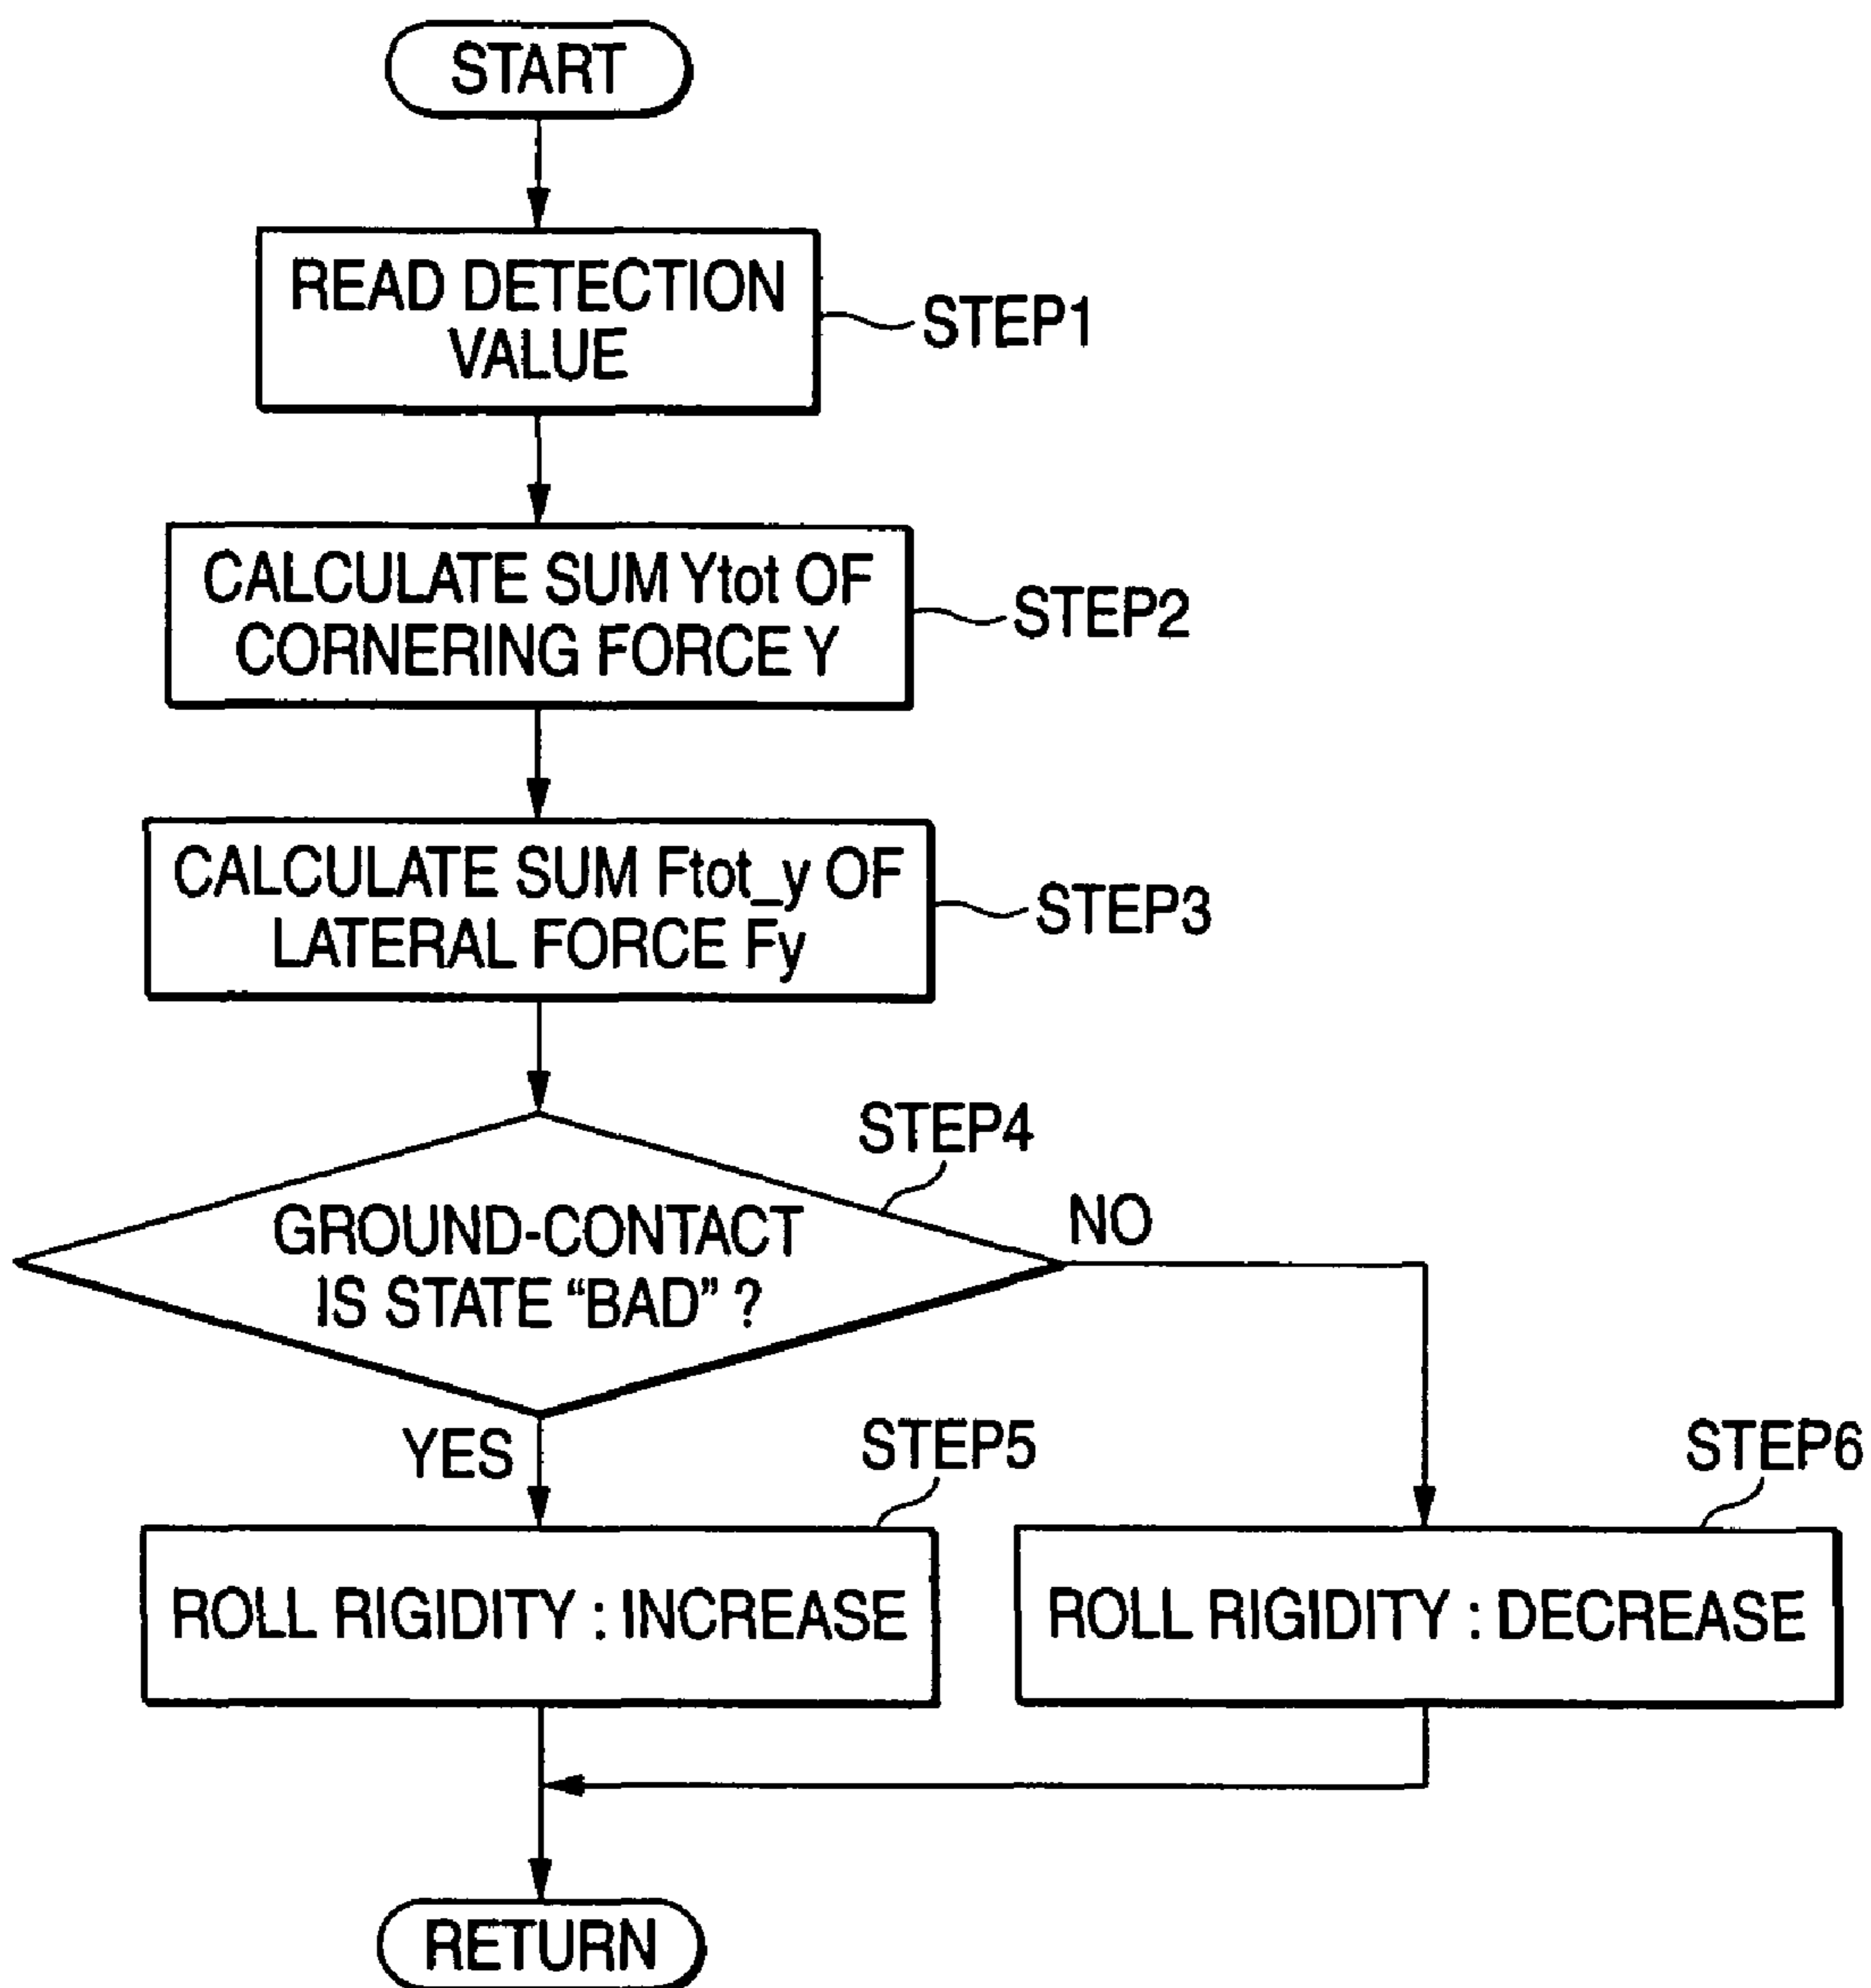 START
READ DETECTION
VALUE
STEP1
CALCULATE SUM Ytot OF
CORNERING FORCE Y
STEP2
CALCULATE SUM Ftot_y OF
LATERAL FORCE Fy
STEP3
STEP4
GROUND-CONTACT
IS STATE “BAD” ?
NO
YES
STEP5
STEP6
ROLL RIGIDITY : INCREASE
ROLL RIGIDITY : DECREASE
RETURN